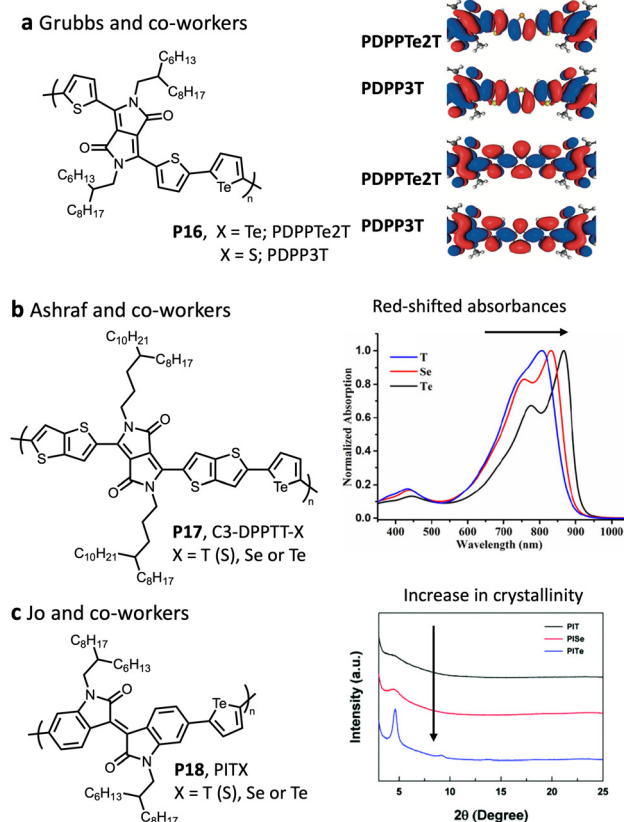 a Grubbs and co-workers
C6H13
C8H17
S
N
O
O
N
S
C6H13
C8H17
Te
n
P16, X = Te; PDPPTe2T
X = S; PDPP3T
PDPPTe2T
PDPP3T
PDPPTe2T
PDPP3T
b Ashraf and co-workers
C10H21
C8H17
N
O
S
S
S
S
O
N
Te
n
C10H21
C8H17
P17, C3-DPPTT-X
X = T (S), Se or Te
Red-shifted absorbances
T
Se
Te
Normalized Absorption
1.0
0.8
0.6
0.4
0.2
0.0
400 500 600 700 800 900 1000
Wavelength (nm)
c Jo and co-workers
C8H17
C6H13
N
O
Te
n
O
N
C6H13
C8H17
P18, PITX
X = T (S), Se or Te
Increase in crystallinity
PIT
PISe
PITe
Intensity (a.u.)
5 10 15 20 25
2θ (Degree)